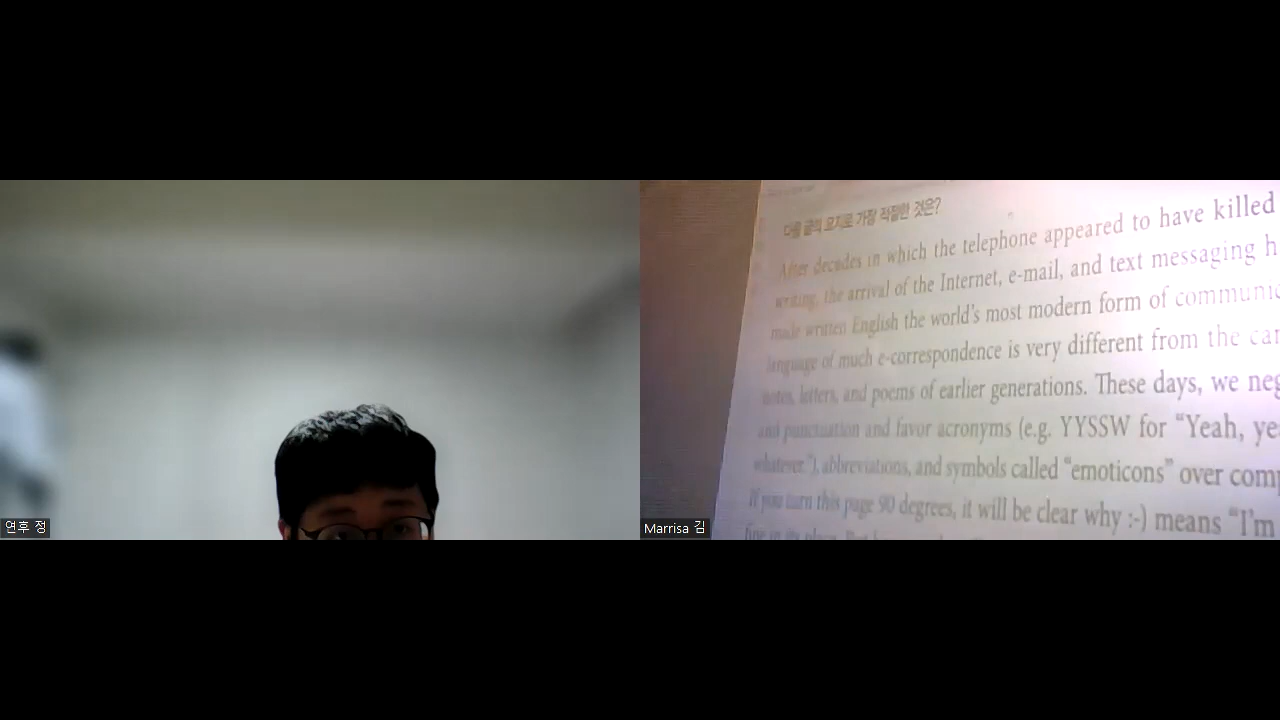 다음 글의 요지로 가장 적절한 것은?
After decades in which the telephone appeared to have killed
writing, the arrival of the Internet, e-mail, and text messaging h
made written English the world's most modern form of communic
language of much e-correspondence is very different from the car
notes, letters, and poems of earlier generations. These days, we neg
and punctuation and favor acronyms (e.g. YYSSW for "Yeah, ye
whatever."), abbreviations, and symbols called "emoticons" over comp
If you turn this page 90 degrees, it will be clear why :-) means "I'm
fine in its place.
연후 정
Marrisa 김